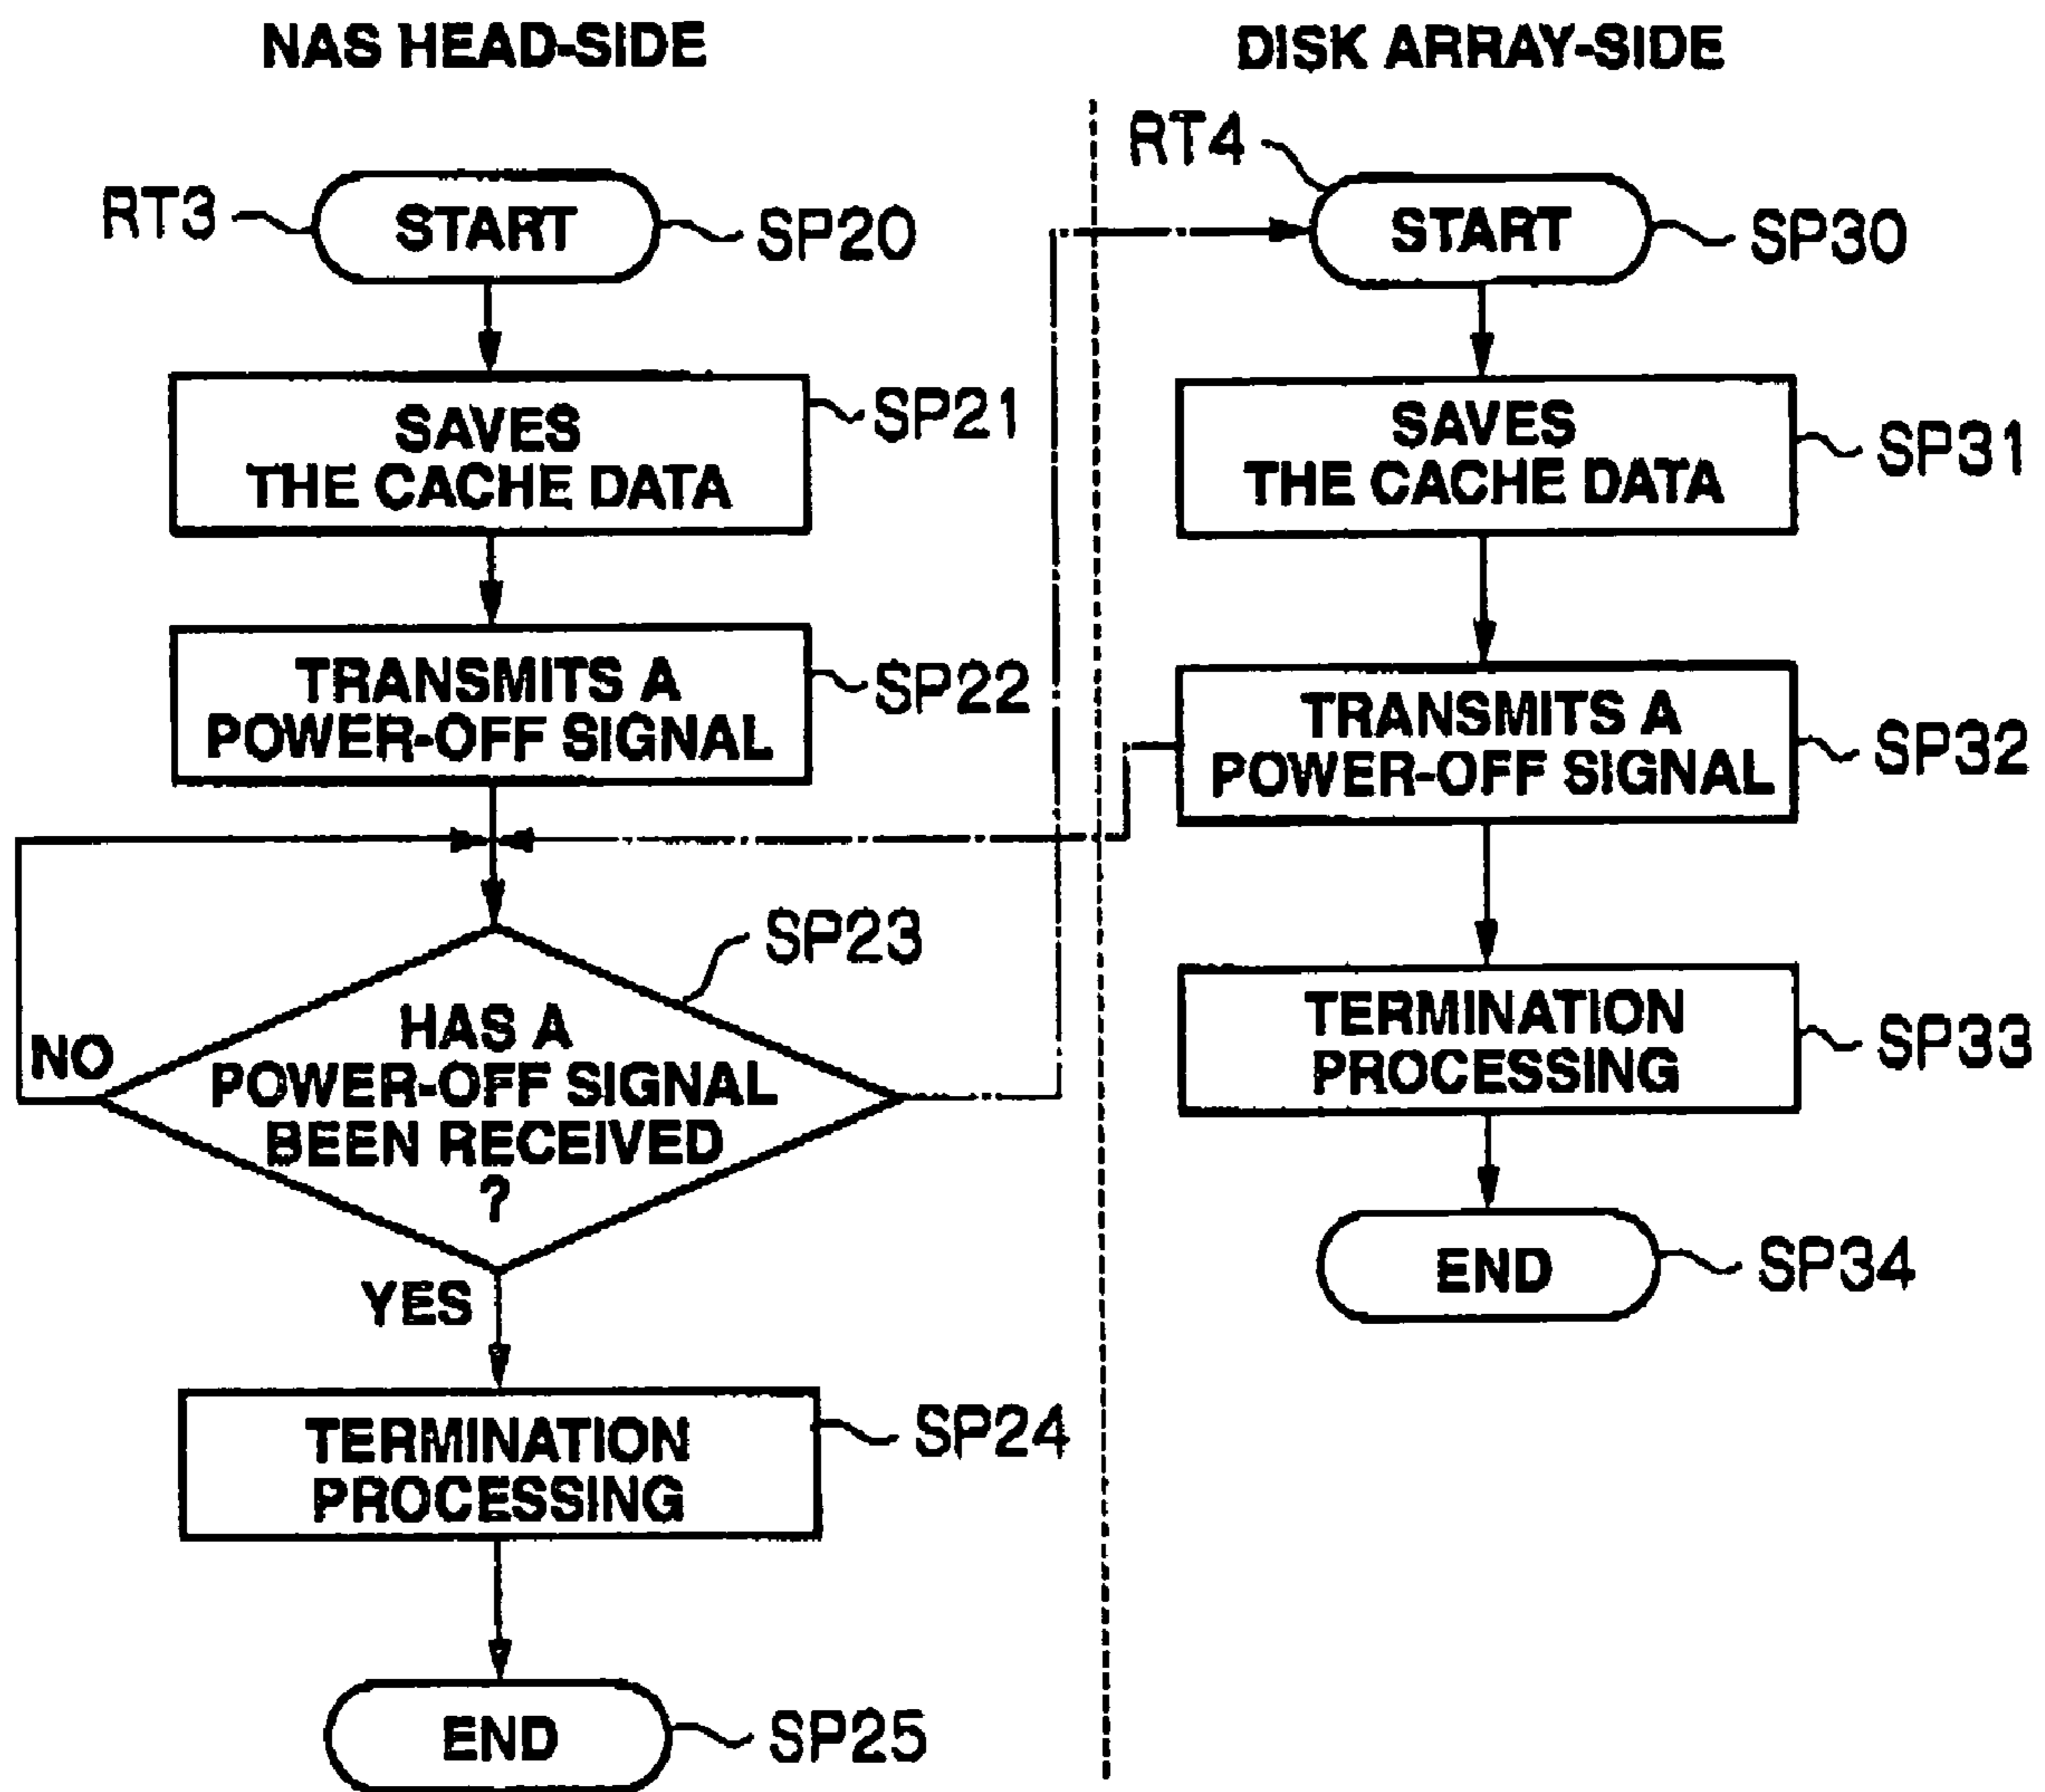 NAS HEAD-SIDE
RT3
START
SP20
SAVES
THE CACHE DATA
SP21
TRANSMITS A
POWER-OFF SIGNAL
SP22
SP23
HAS A
POWER-OFF SIGNAL
BEEN RECEIVED
?
NO
YES
TERMINATION
PROCESSING
SP24
END
SP25
DISK ARRAY-SIDE
RT4
START
SP30
SAVES
THE CACHE DATA
SP31
TRANSMITS A
POWER-OFF SIGNAL
SP32
TERMINATION
PROCESSING
SP33
END
SP34